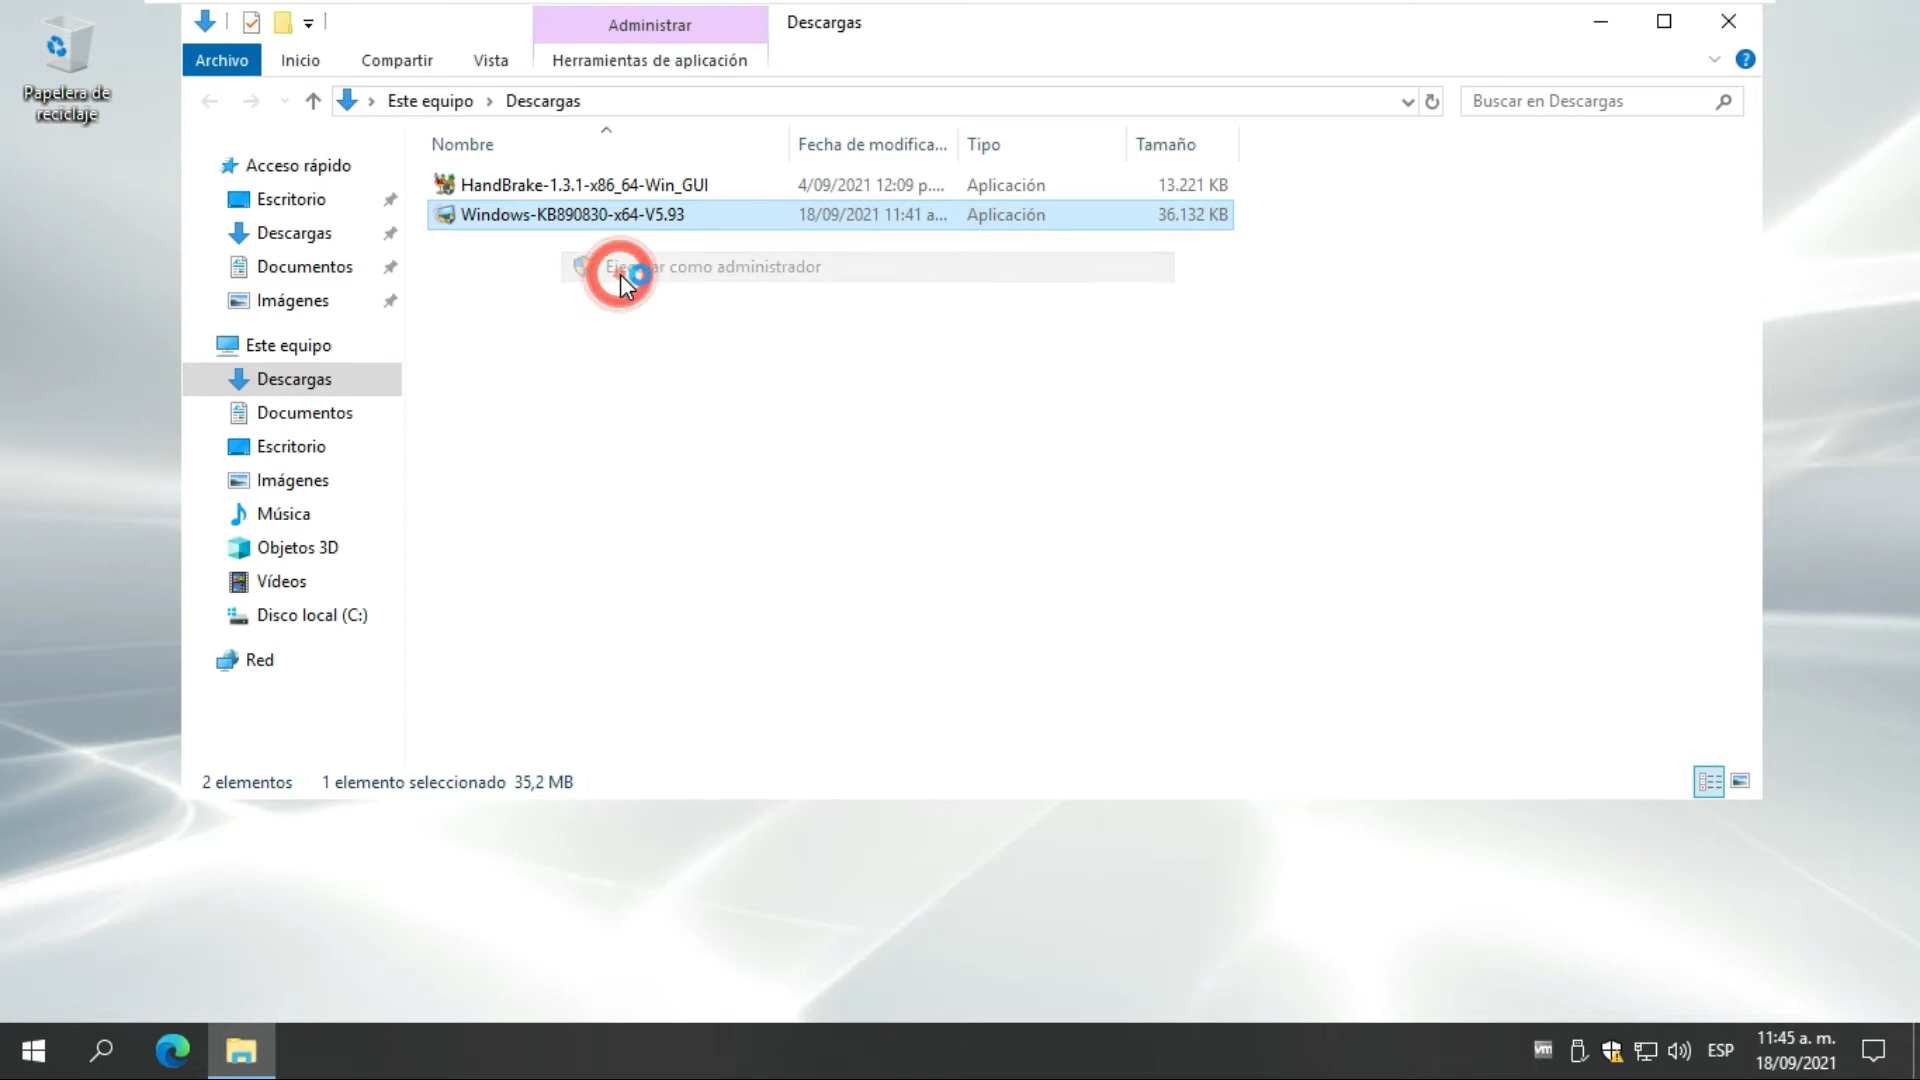 Papelera de
reciclaje
Administrar
Descargas
Archivo
Inicio
Compartir
Vista
Herramientas de aplicación
Este equipo
Descargas
Buscar en Descargas
Nombre
Fecha de modifica...
Tipo
Tamaño
HandBrake-1.3.1-x86_64-Win_GUI
4/09/2021 12:09 p....
Aplicación
13.221 KB
Windows-KB890830-x64-V5.93
18/09/2021 11:41 a...
Aplicación
36.132 KB
como administrador
Acceso rápido
Escritorio
Descargas
Documentos
Imágenes
Este equipo
Descargas
Documentos
Escritorio
Imágenes
Música
Objetos 3D
Vídeos
Disco local (C:)
Red
2 elementos
1 elemento seleccionado 35,2 MB
vm
ESP
11:45 a. m.
18/09/2021